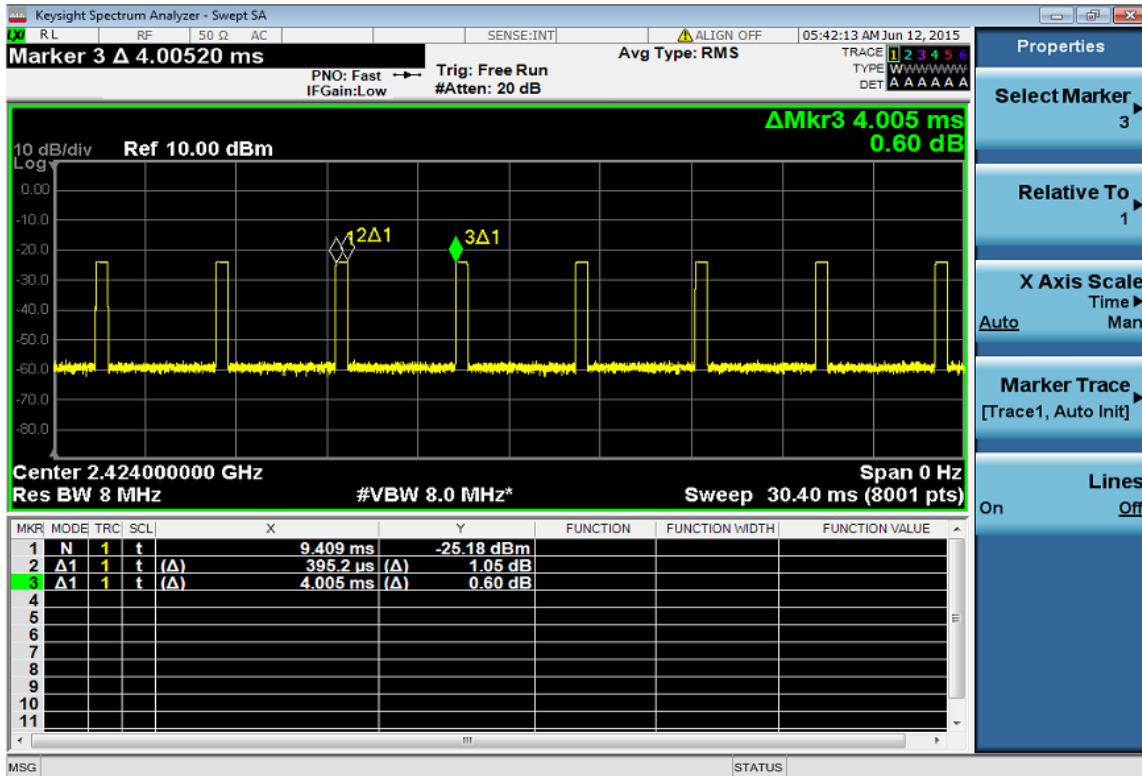 Keysight Spectrum Analyzer - Swept SA
LXI RL RF 50 Ω AC SENSE:INT ALIGN OFF 05:42:13 AM Jun 12, 2015
Marker 3 Δ 4.00520 ms
PNO: Fast
IFGain:Low
Trig: Free Run
#Atten: 20 dB
Avg Type: RMS
TRACE 1 2 3 4 5 6
TYPE WWWWWW
DET A A A A A A
ΔMkr3 4.005 ms
0.60 dB
10 dB/div Ref 10.00 dBm
Log
0.00
-10.0
-20.0
-30.0
-40.0
-50.0
-60.0
-70.0
-80.0
1 2Δ1 3Δ1
Center 2.424000000 GHz Span 0 Hz
Res BW 8 MHz #VBW 8.0 MHz* Sweep 30.40 ms (8001 pts)
MKR MODE TRC SCL X Y FUNCTION FUNCTION WIDTH FUNCTION VALUE
1 N 1 t 9.409 ms -25.18 dBm
2 Δ1 1 t (Δ) 395.2 µs (Δ) 1.05 dB
3 Δ1 1 t (Δ) 4.005 ms (Δ) 0.60 dB
4
5
6
7
8
9
10
11
MSG STATUS
Properties
Select Marker
3
Relative To
1
X Axis Scale
Time
Auto Man
Marker Trace
[Trace1, Auto Init]
Lines
On Off